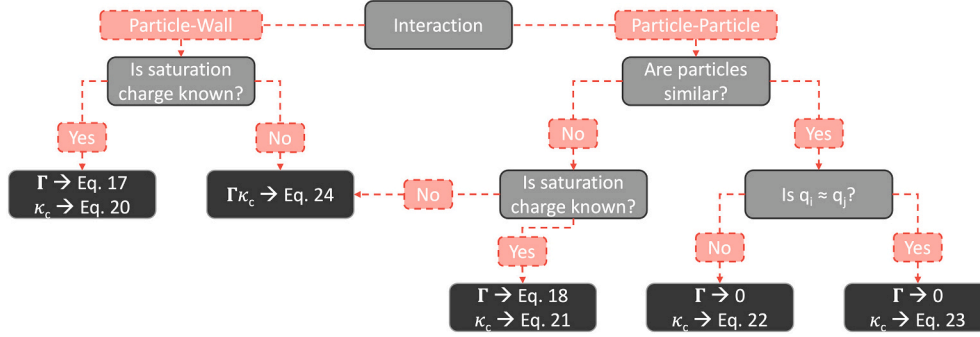 Particle-Wall
Interaction
Particle-Particle
Is saturation
charge known?
Are particles
similar?
Yes
No
No
Yes
Γ → Eq. 17
κc → Eq. 20
Γκc → Eq. 24
No
Is saturation
charge known?
Is qi ≈ qj?
Yes
No
Yes
Γ → Eq. 18
κc → Eq. 21
Γ → 0
κc → Eq. 22
Γ → 0
κc → Eq. 23